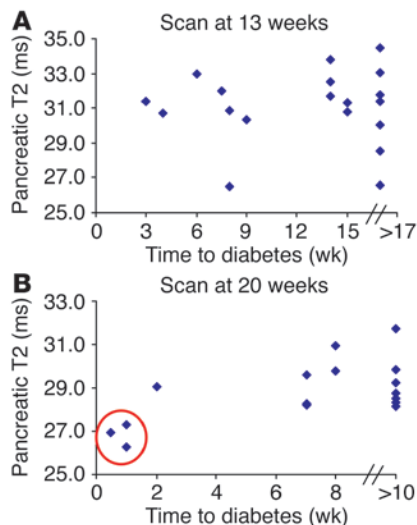 A
Scan at 13 weeks
Pancreatic T2 (ms)
35.0
33.0
31.0
29.0
27.0
25.0
0 3 6 9 12 15 >17
Time to diabetes (wk)
B
Scan at 20 weeks
Pancreatic T2 (ms)
33.0
31.0
29.0
27.0
25.0
0 2 4 6 8 >10
Time to diabetes (wk)